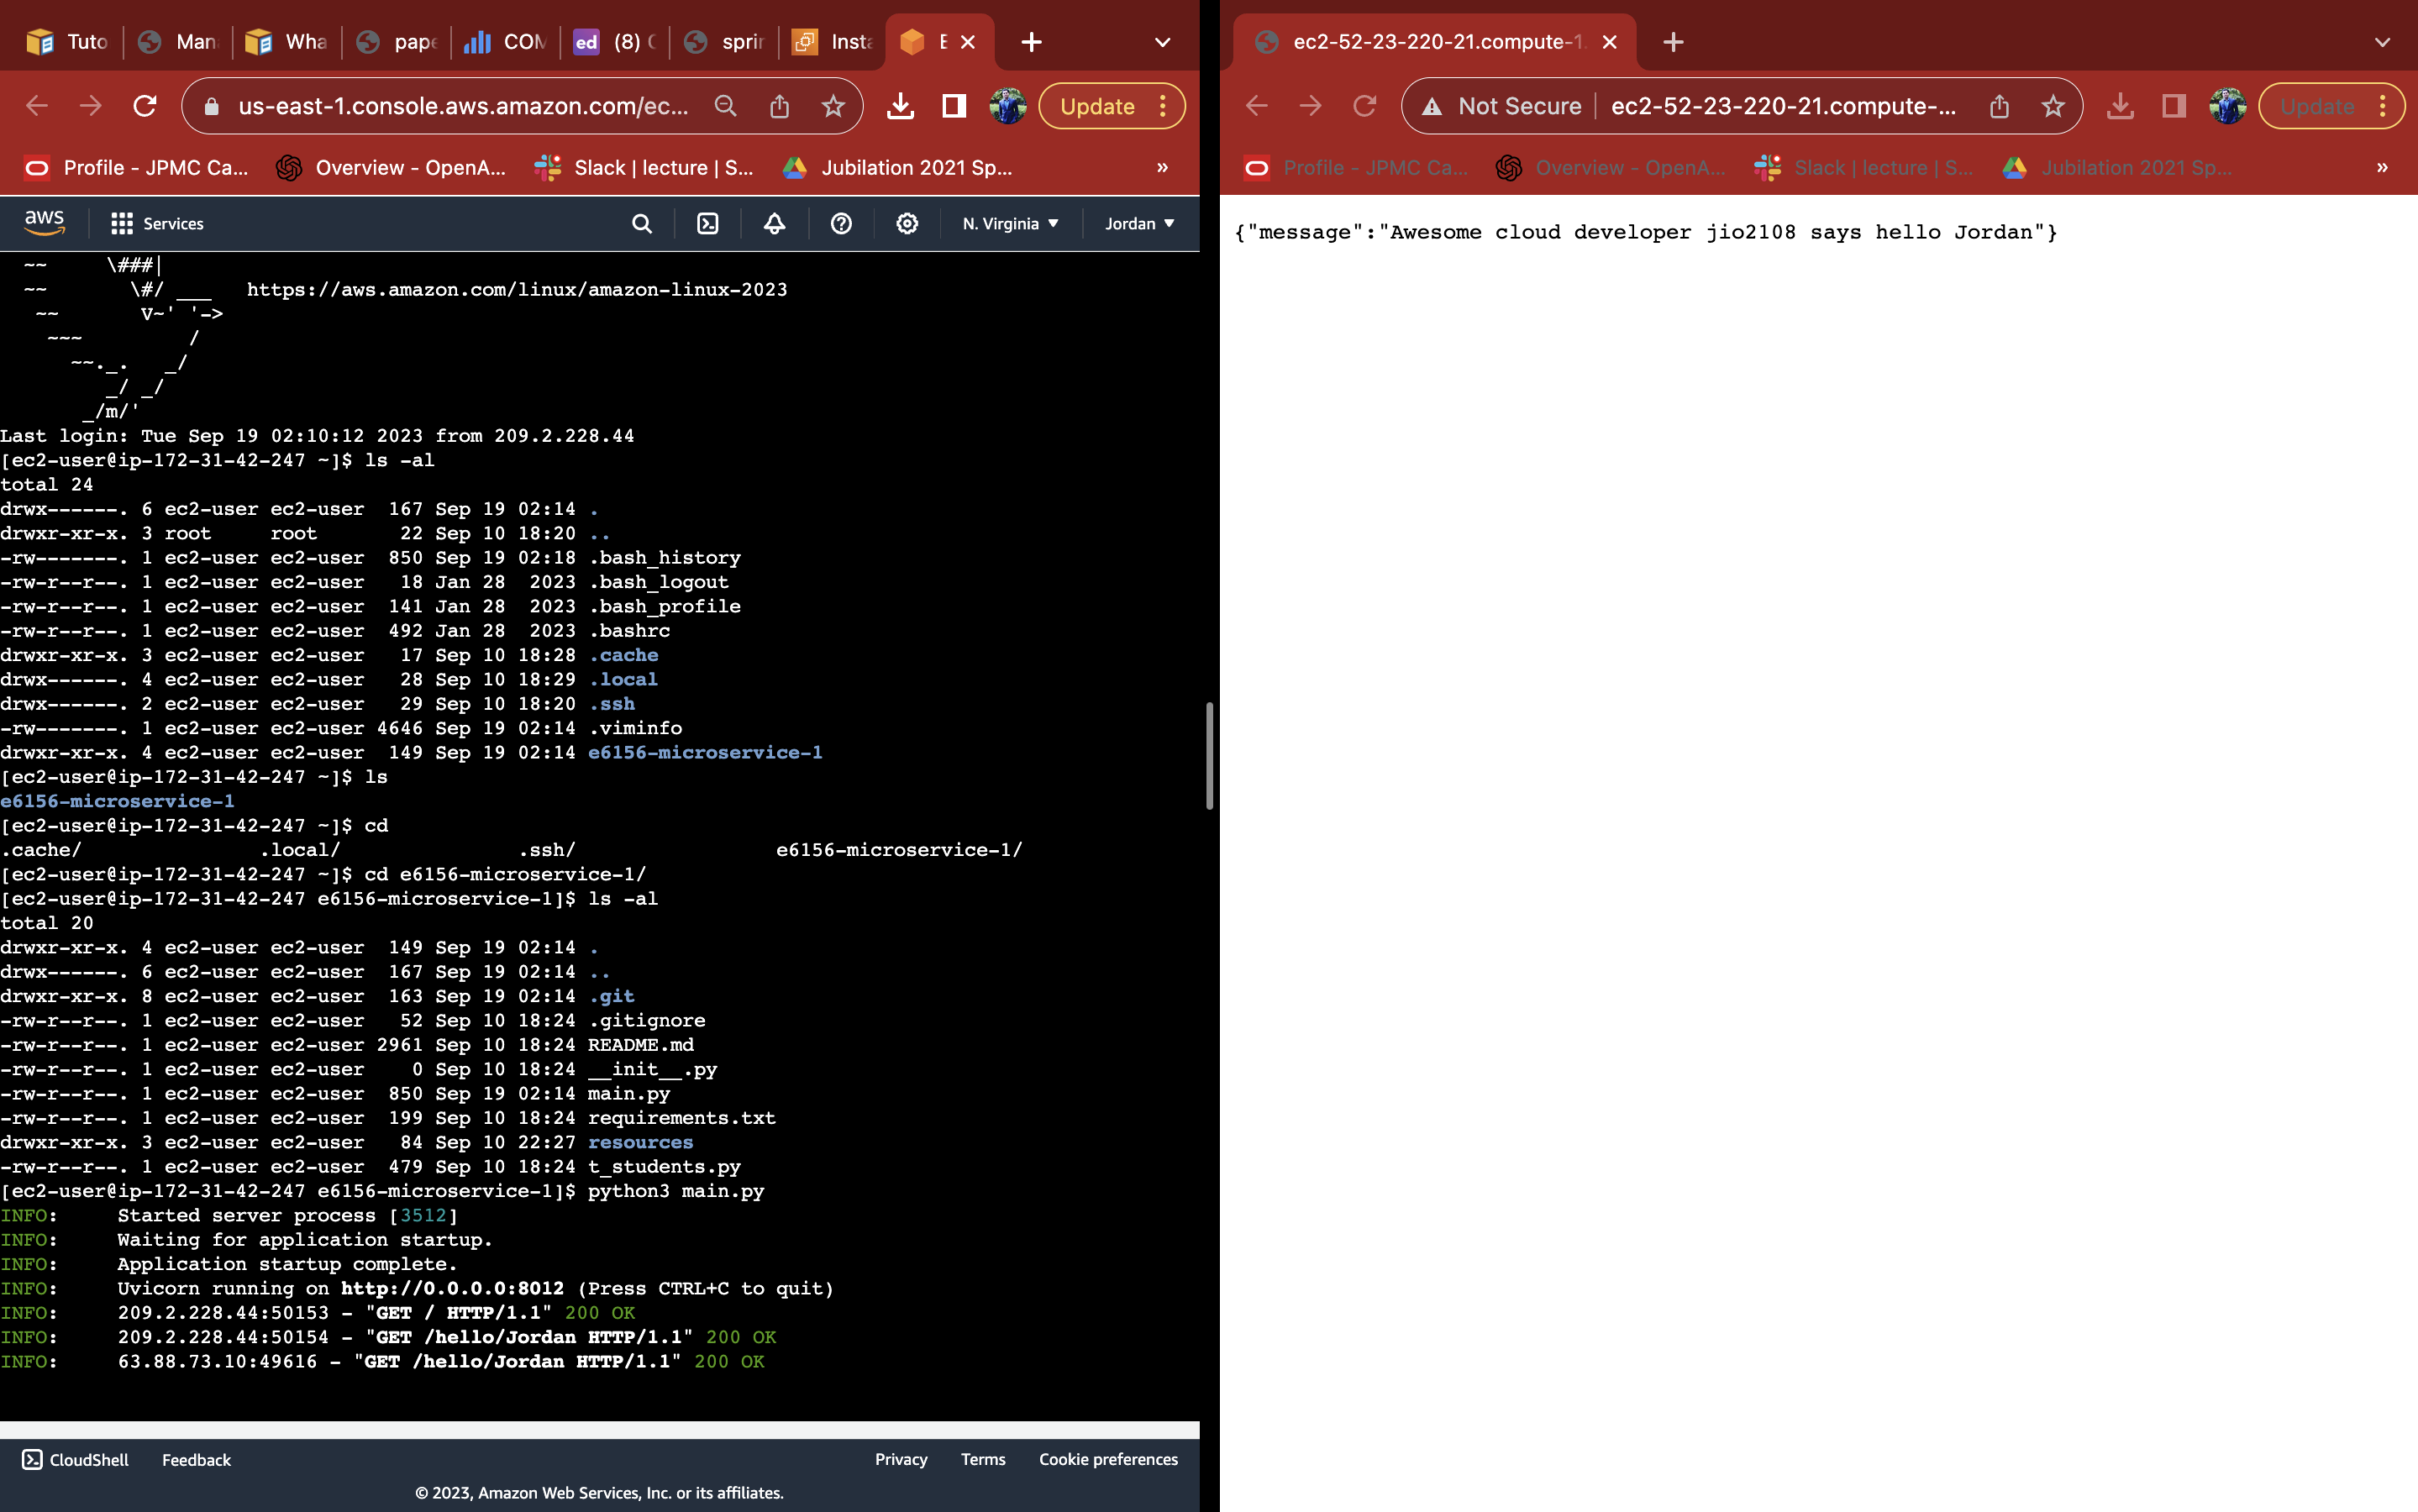 Tuto
Man
Wha
pape
COM
ed (8) C
sprin
Insta
E
us-east-1.console.aws.amazon.com/ec...
Update
Profile - JPMC Ca...
Overview - OpenA...
Slack | lecture | S...
Jubilation 2021 Sp...
»
aws
Services
N. Virginia
Jordan
~~      \###|
~~        \#/ ___   https://aws.amazon.com/linux/amazon-linux-2023
~~       V~' '->
~~~         /
~~._.   _/
_/ _/
_/m/'
Last login: Tue Sep 19 02:10:12 2023 from 209.2.228.44
[ec2-user@ip-172-31-42-247 ~]$ ls -al
total 24
drwx------. 6 ec2-user ec2-user  167 Sep 19 02:14 .
drwxr-xr-x. 3 root     root       22 Sep 10 18:20 ..
-rw-------. 1 ec2-user ec2-user  850 Sep 19 02:18 .bash_history
-rw-r--r--. 1 ec2-user ec2-user   18 Jan 28  2023 .bash_logout
-rw-r--r--. 1 ec2-user ec2-user  141 Jan 28  2023 .bash_profile
-rw-r--r--. 1 ec2-user ec2-user  492 Jan 28  2023 .bashrc
drwxr-xr-x. 3 ec2-user ec2-user   17 Sep 10 18:28 .cache
drwx------. 4 ec2-user ec2-user   28 Sep 10 18:29 .local
drwx------. 2 ec2-user ec2-user   29 Sep 10 18:20 .ssh
-rw-------. 1 ec2-user ec2-user 4646 Sep 19 02:14 .viminfo
drwxr-xr-x. 4 ec2-user ec2-user  149 Sep 19 02:14 e6156-microservice-1
[ec2-user@ip-172-31-42-247 ~]$ ls
e6156-microservice-1
[ec2-user@ip-172-31-42-247 ~]$ cd
.cache/               .local/               .ssh/                 e6156-microservice-1/
[ec2-user@ip-172-31-42-247 ~]$ cd e6156-microservice-1/
[ec2-user@ip-172-31-42-247 e6156-microservice-1]$ ls -al
total 20
drwxr-xr-x. 4 ec2-user ec2-user  149 Sep 19 02:14 .
drwx------. 6 ec2-user ec2-user  167 Sep 19 02:14 ..
drwxr-xr-x. 8 ec2-user ec2-user  163 Sep 19 02:14 .git
-rw-r--r--. 1 ec2-user ec2-user   52 Sep 10 18:24 .gitignore
-rw-r--r--. 1 ec2-user ec2-user 2961 Sep 10 18:24 README.md
-rw-r--r--. 1 ec2-user ec2-user    0 Sep 10 18:24 __init__.py
-rw-r--r--. 1 ec2-user ec2-user  850 Sep 19 02:14 main.py
-rw-r--r--. 1 ec2-user ec2-user  199 Sep 10 18:24 requirements.txt
drwxr-xr-x. 3 ec2-user ec2-user   84 Sep 10 22:27 resources
-rw-r--r--. 1 ec2-user ec2-user  479 Sep 10 18:24 t_students.py
[ec2-user@ip-172-31-42-247 e6156-microservice-1]$ python3 main.py
INFO:     Started server process [3512]
INFO:     Waiting for application startup.
INFO:     Application startup complete.
INFO:     Uvicorn running on http://0.0.0.0:8012 (Press CTRL+C to quit)
INFO:     209.2.228.44:50153 - "GET / HTTP/1.1" 200 OK
INFO:     209.2.228.44:50154 - "GET /hello/Jordan HTTP/1.1" 200 OK
INFO:     63.88.73.10:49616 - "GET /hello/Jordan HTTP/1.1" 200 OK
CloudShell
Feedback
Privacy
Terms
Cookie preferences
© 2023, Amazon Web Services, Inc. or its affiliates.
ec2-52-23-220-21.compute-1.
Not Secure
ec2-52-23-220-21.compute-...
Update
Profile - JPMC Ca...
Overview - OpenA...
Slack | lecture | S...
Jubilation 2021 Sp...
»
{"message":"Awesome cloud developer jio2108 says hello Jordan"}